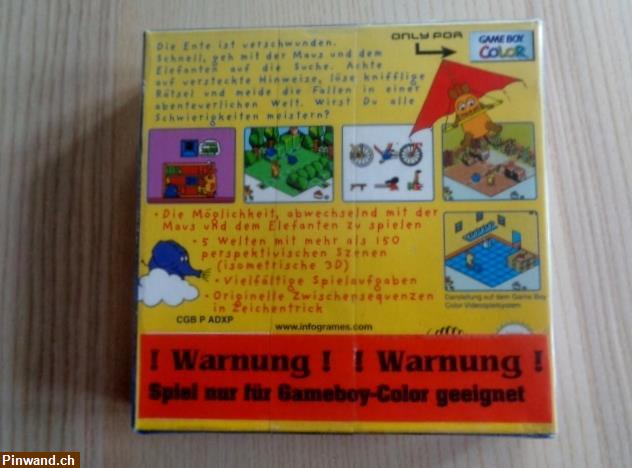 Die Ente ist verschwunden.
Schnell, geh mit der Maus und dem
Elefanten auf die Suche. Achte
auf versteckte Hinweise, löse knifflige
Rätsel und meide die Fallen in einer
abenteuerlichen Welt. Wirst Du alle
Schwierigkeiten meistern?
ONLY FOR
GAME BOY
COLOR
• Die Möglichkeit, abwechselnd mit der
Maus und dem Elefanten zu spielen
• 5 Welten mit mehr als 150
perspektivischen Szenen
(isometrische 3D)
• Vielfältige Spielaufgaben
• Originelle Zwischensequenzen
in Zeichentrick
Darstellung auf dem Game Boy
Color Videospielsystem.
CGB P ADXP
www.infogrames.com
! Warnung ! ! Warnung !
Spiel nur für Gameboy-Color geeignet
Pinwand.ch